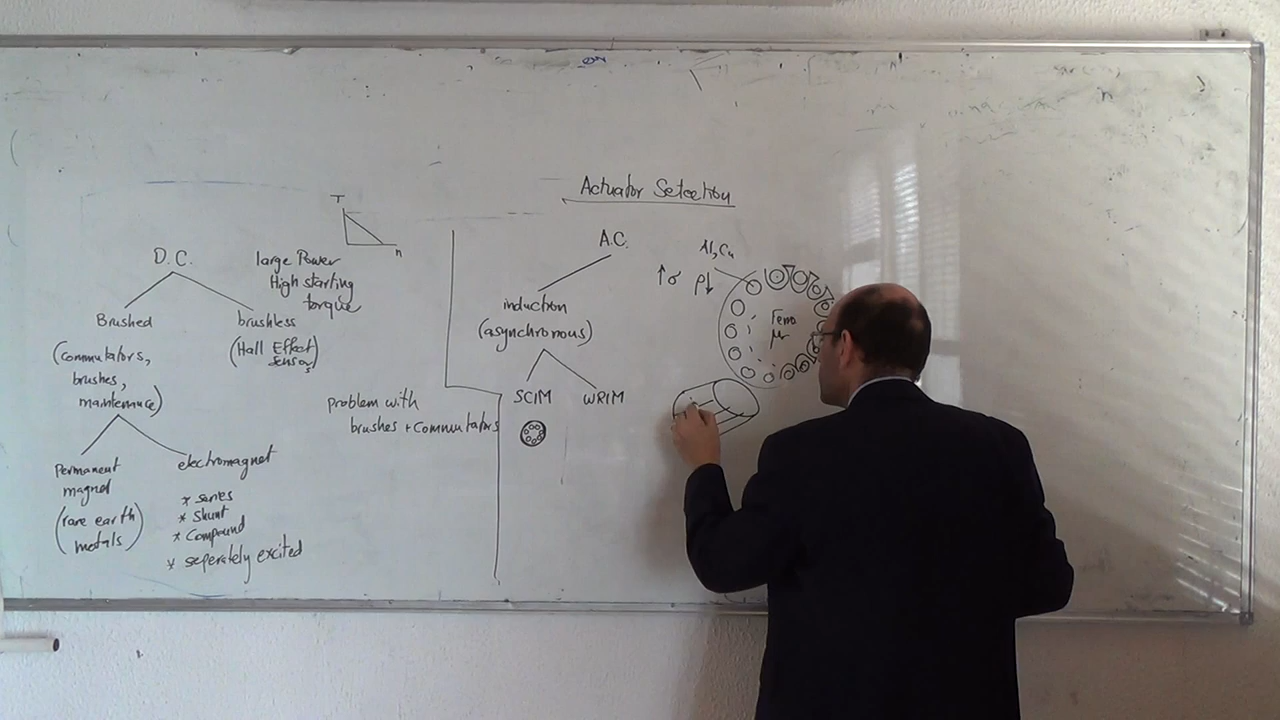 Actuator Selection
D.C.
Brushed
(commutators,
brushes,
maintenance)
Permanent
magnet
(rare earth
metals)
electromagnet
* series
* shunt
* Compound
* seperately excited
brushless
(Hall Effect
sensors)
large Power
High starting
torque
T
n
problem with
brushes + Commutators
A.C.
induction
(asynchronous)
SCIM
WRIM
Al, Cu
↑σ ρ↓
Ferro
μr